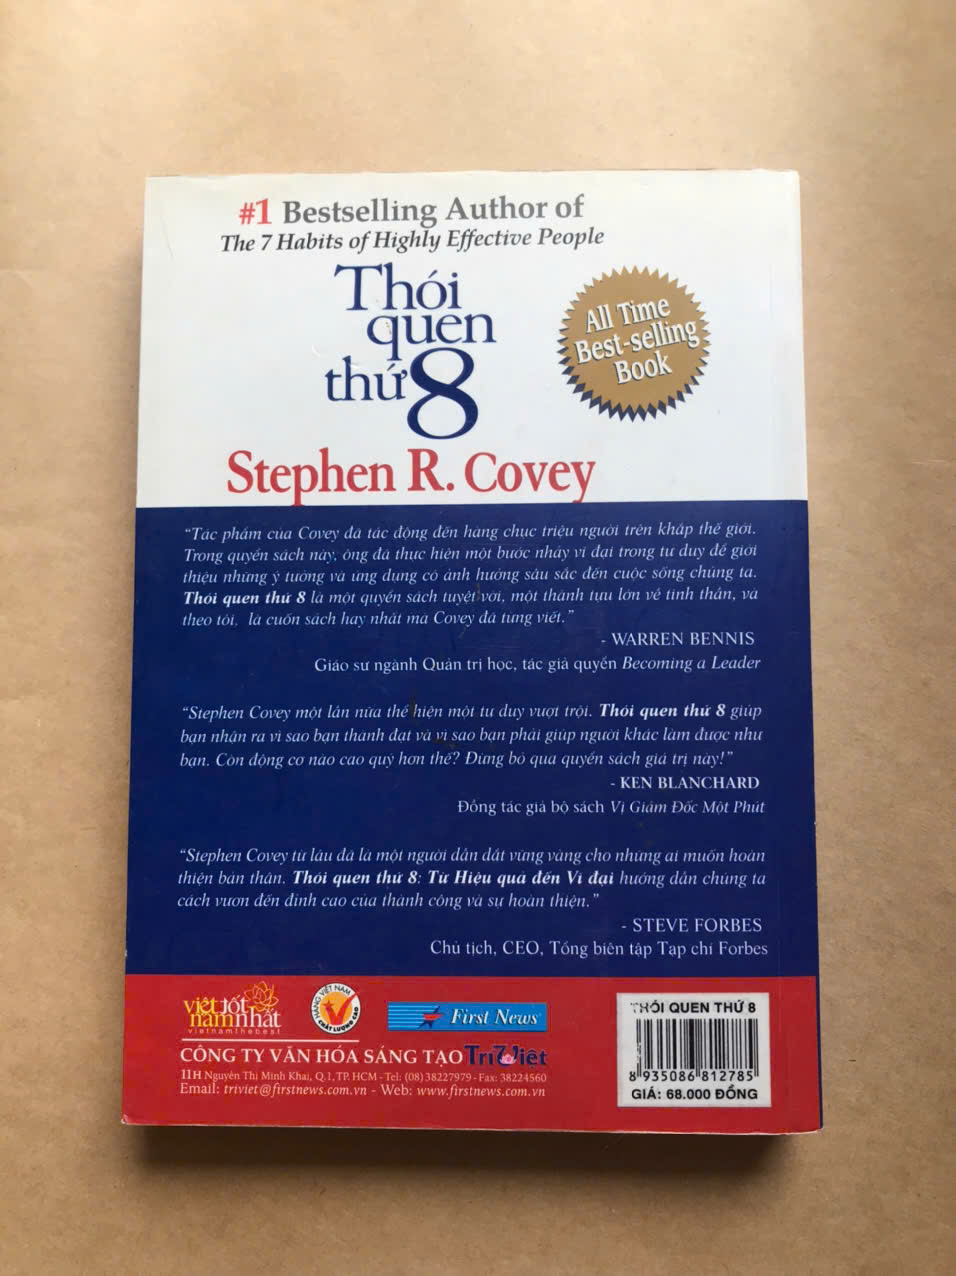 #1 Bestselling Author of
The 7 Habits of Highly Effective People
Thói
quen
thứ 8
All Time
Best-selling
Book
Stephen R. Covey
“Tác phẩm của Covey đã tác động đến hàng chục triệu người trên khắp thế giới.
Trong quyển sách này, ông đã thực hiện một bước nhảy vĩ đại trong tư duy để giới
thiệu những ý tưởng và ứng dụng có ảnh hưởng sâu sắc đến cuộc sống chúng ta.
Thói quen thứ 8 là một quyển sách tuyệt vời, một thành tựu lớn về tinh thần, và
theo tôi, là cuốn sách hay nhất mà Covey đã từng viết.”
- WARREN BENNIS
Giáo sư ngành Quản trị học, tác giả quyển Becoming a Leader
“Stephen Covey một lần nữa thể hiện một tư duy vượt trội. Thói quen thứ 8 giúp
bạn nhận ra vì sao bạn thành đạt và vì sao bạn phải giúp người khác làm được như
bạn. Còn động cơ nào cao quý hơn thế? Đừng bỏ qua quyển sách giá trị này!”
- KEN BLANCHARD
Đồng tác giả bộ sách Vị Giám Đốc Một Phút
“Stephen Covey từ lâu đã là một người dẫn dắt vững vàng cho những ai muốn hoàn
thiện bản thân. Thói quen thứ 8: Từ Hiệu quả đến Vĩ đại hướng dẫn chúng ta
cách vươn đến đỉnh cao của thành công và sự hoàn thiện.”
- STEVE FORBES
Chủ tịch, CEO, Tổng biên tập Tạp chí Forbes
việt tốt
nam nhất
vietnamthebest
HÀNG VIỆT NAM
CHẤT LƯỢNG CAO
First News
CÔNG TY VĂN HÓA SÁNG TẠO Trí Việt
11H Nguyễn Thị Minh Khai, Q.1, TP. HCM - Tel: (08) 38227979 - Fax: 38224560
Email: triviet@firstnews.com.vn - Web: www.firstnews.com.vn
THÓI QUEN THỨ 8
8 935086 812785
GIÁ: 68.000 ĐỒNG